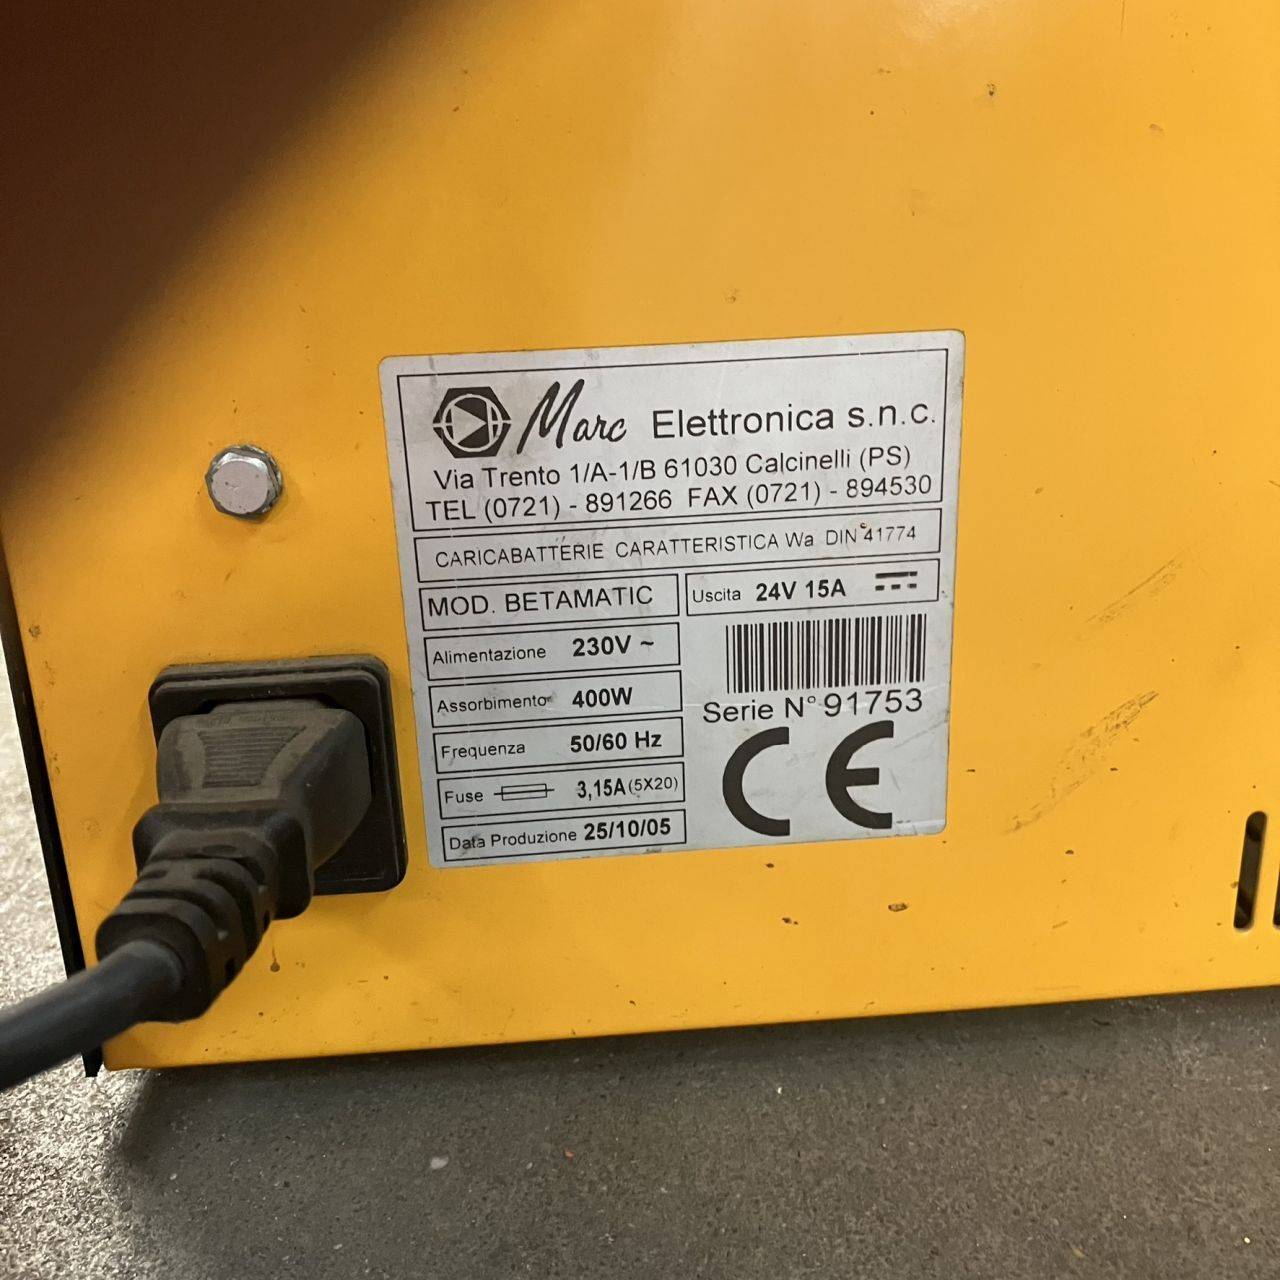 Marc Elettronica s.n.c.
Via Trento 1/A-1/B 61030 Calcinelli (PS)
TEL (0721) - 891266 FAX (0721) - 894530
CARICABATTERIE CARATTERISTICA Wa DIN 41774
MOD. BETAMATIC
Uscita 24V 15A
Alimentazione 230V ~
Assorbimento 400W
Frequenza 50/60 Hz
Fuse 3,15A (5X20)
Data Produzione 25/10/05
Serie N° 91753
CE